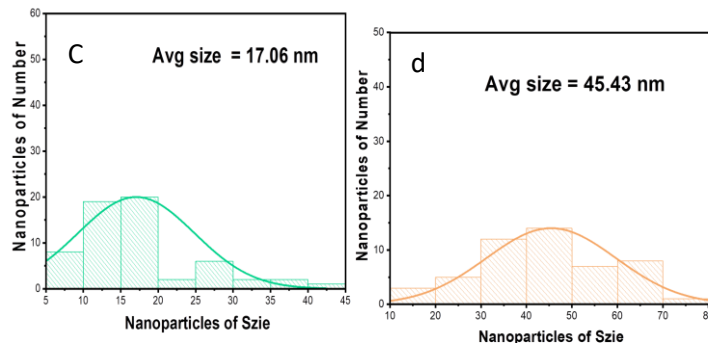 C
Avg size = 17.06 nm
Nanoparticles of Number
60
50
40
30
20
10
0
5 10 15 20 25 30 35 40 45
Nanoparticles of Szie
d
Avg size = 45.43 nm
Nanoparticles of Number
50
40
30
20
10
0
10 20 30 40 50 60 70 80
Nanoparticles of Szie